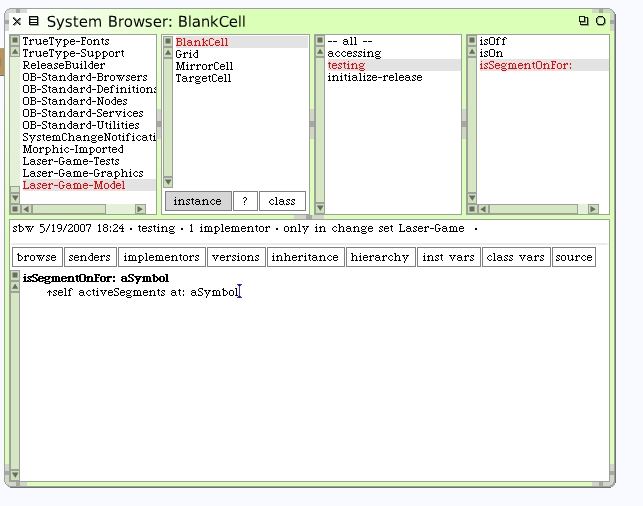 System Browser: BlankCell
TrueType-Fonts
TrueType-Support
ReleaseBuilder
OB-Standard-Browsers
OB-Standard-Definitions
OB-Standard-Nodes
OB-Standard-Services
OB-Standard-Utilities
SystemChangeNotificati
Morphic-Imported
Laser-Game-Tests
Laser-Game-Graphics
Laser-Game-Model
BlankCell
Grid
MirrorCell
TargetCell
instance ? class
-- all --
accessing
testing
initialize-release
isOff
isOn
isSegmentOnFor:
sbw 5/19/2007 18:24 · testing · 1 implementor · only in change set Laser-Game ·
browse senders implementors versions inheritance hierarchy inst vars class vars source
isSegmentOnFor: aSymbol
↑self activeSegments at: aSymbol